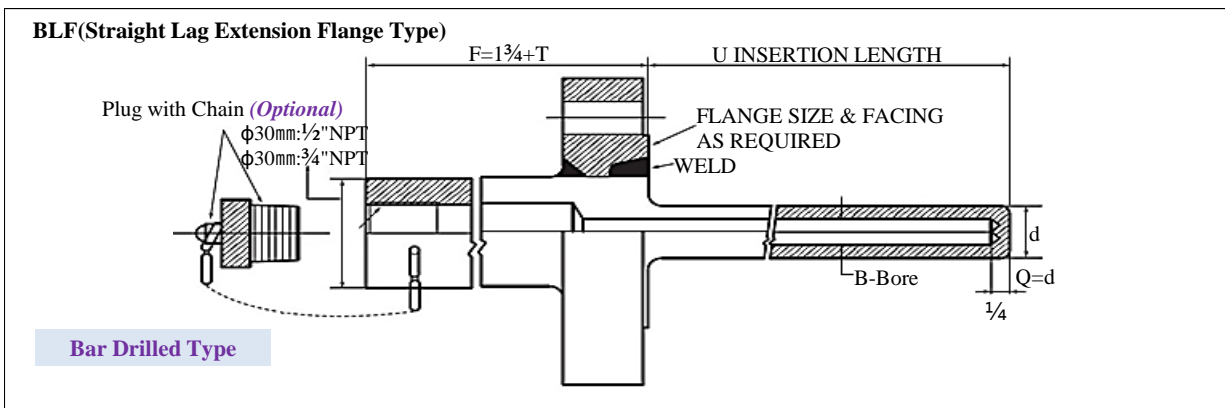 BLF(Straight Lag Extension Flange Type)
F=1¾+T
U INSERTION LENGTH
Plug with Chain (Optional)
ϕ30㎜:½"NPT
ϕ30㎜:¾"NPT
FLANGE SIZE & FACING
AS REQUIRED
WELD
d
B-Bore
Q=d
¼
Bar Drilled Type